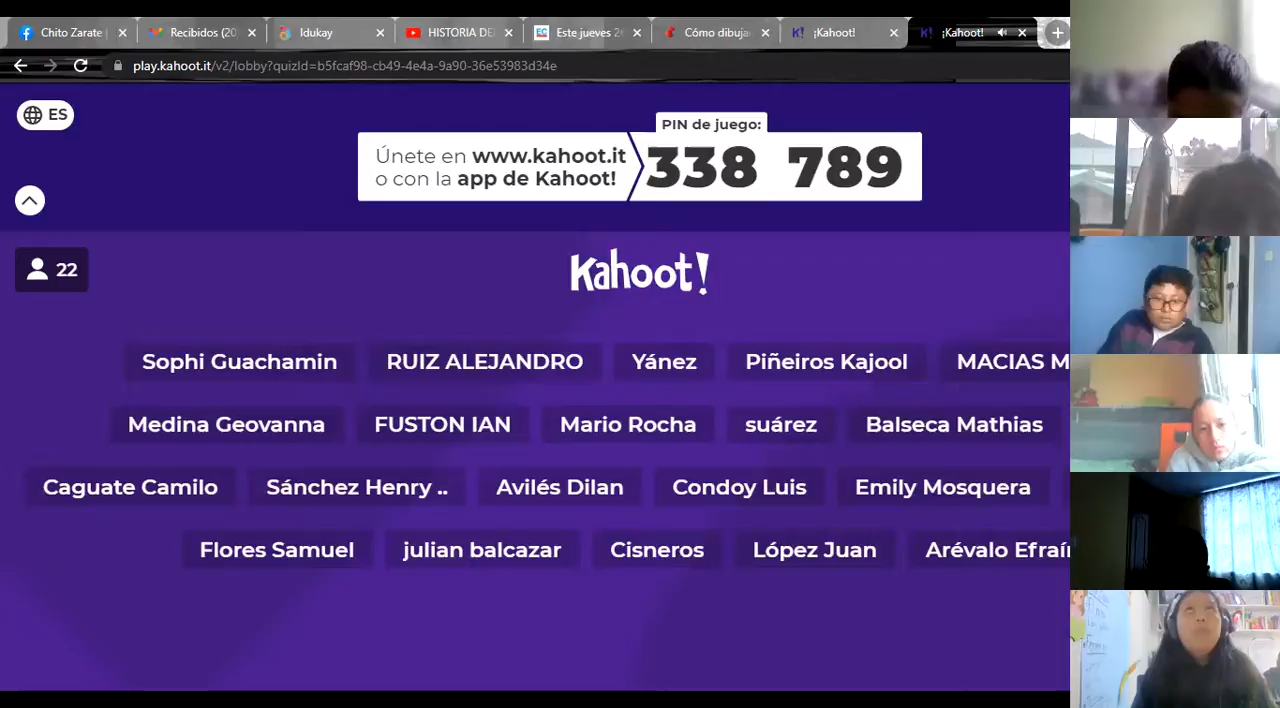 Chito Zarate | Recibidos (20 Idukay HISTORIA DE Este jueves 2 Cómo dibuja ¡Kahoot! ¡Kahoot!
play.kahoot.it/v2/lobby?quizId=b5fcaf98-cb49-4e4a-9a90-36e53983d34e
ES
PIN de juego:
Únete en www.kahoot.it
o con la app de Kahoot!
338 789
22
Kahoot!
Sophi Guachamin RUIZ ALEJANDRO Yánez Piñeiros Kajool MACIAS M
Medina Geovanna FUSTON IAN Mario Rocha suárez Balseca Mathias
Caguate Camilo Sánchez Henry .. Avilés Dilan Condoy Luis Emily Mosquera
Flores Samuel julian balcazar Cisneros López Juan Arévalo Efraí